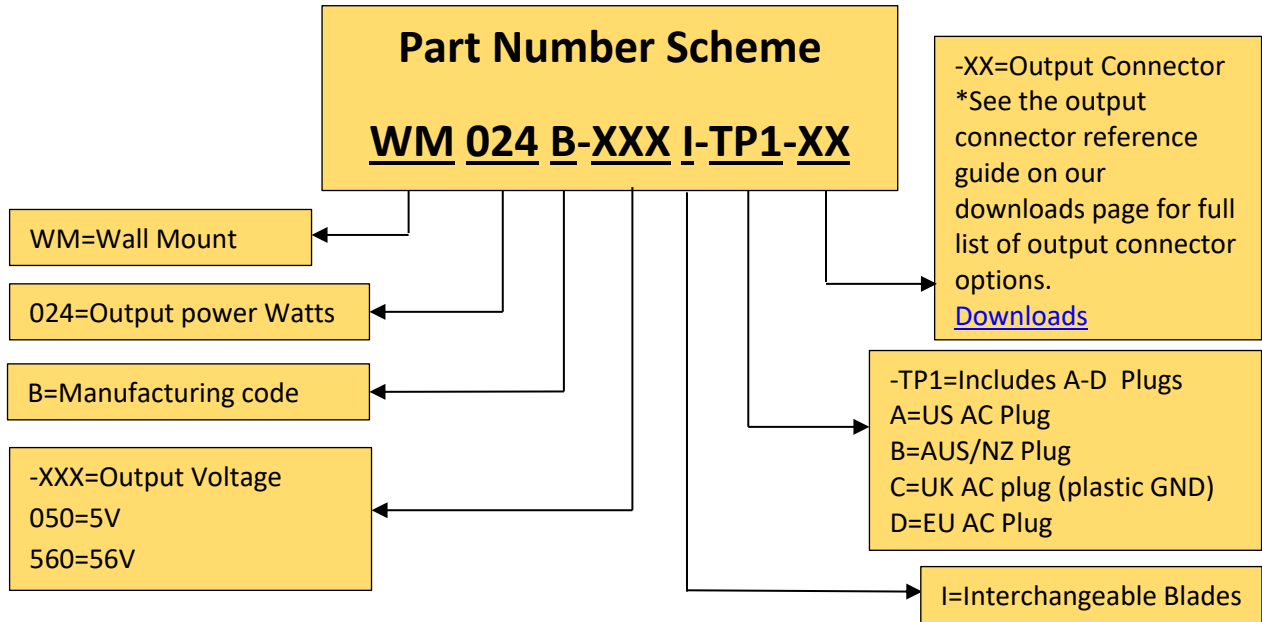 Part Number Scheme
WM 024 B-XXX I-TP1-XX
WM=Wall Mount
024=Output power Watts
B=Manufacturing code
-XXX=Output Voltage
050=5V
560=56V
-XX=Output Connector
*See the output
connector reference
guide on our
downloads page for full
list of output connector
options.
Downloads
-TP1=Includes A-D Plugs
A=US AC Plug
B=AUS/NZ Plug
C=UK AC plug (plastic GND)
D=EU AC Plug
I=Interchangeable Blades